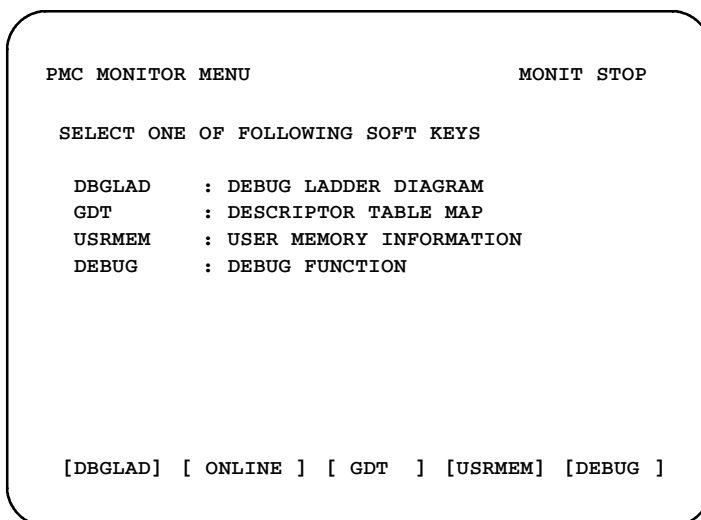 PMC MONITOR MENU MONIT STOP
SELECT ONE OF FOLLOWING SOFT KEYS
DBGLAD : DEBUG LADDER DIAGRAM
GDT : DESCRIPTOR TABLE MAP
USRMEM : USER MEMORY INFORMATION
DEBUG : DEBUG FUNCTION
[DBGLAD] [ ONLINE ] [ GDT ] [USRMEM] [DEBUG ]